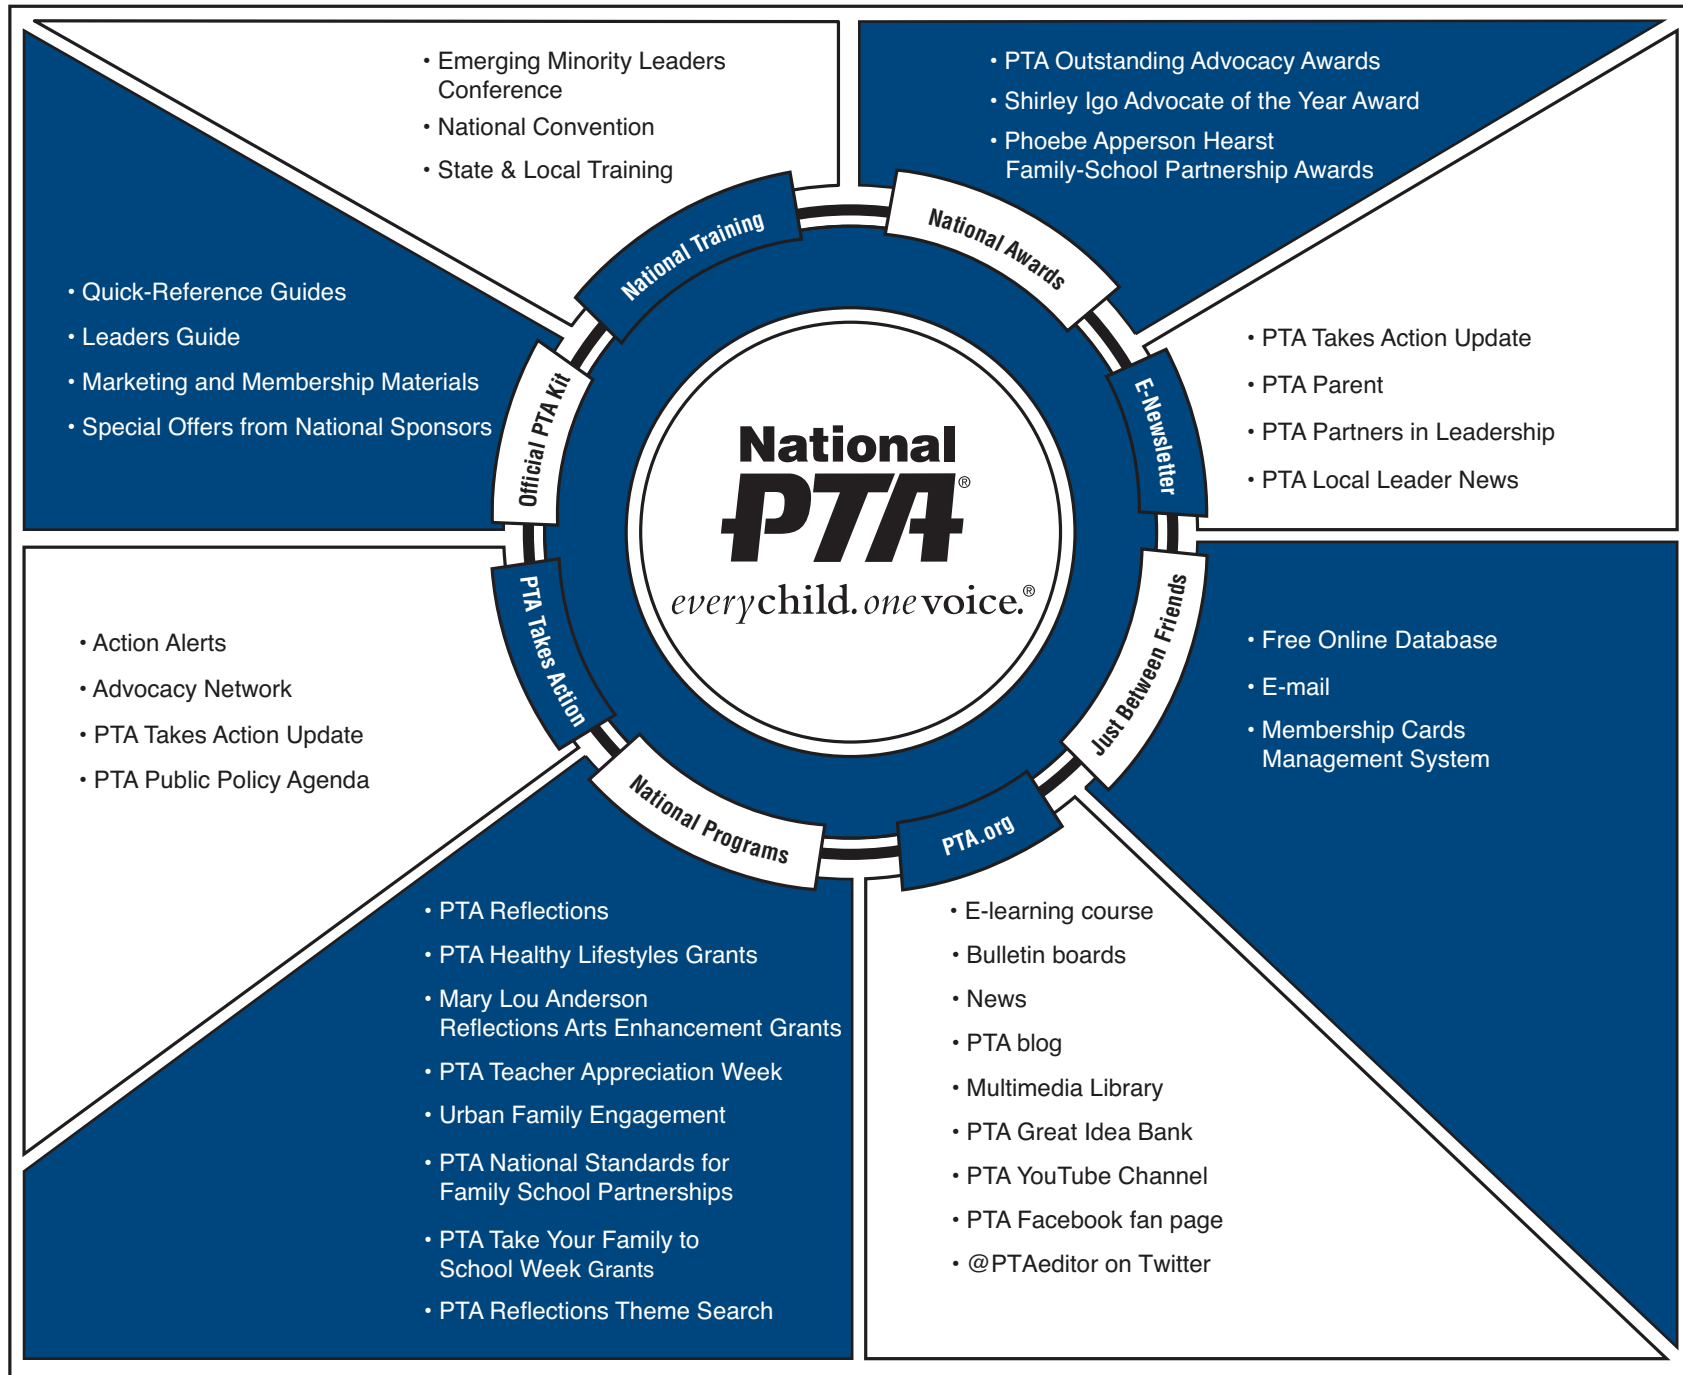 • Emerging Minority Leaders
Conference
• National Convention
• State & Local Training
• PTA Outstanding Advocacy Awards
• Shirley Igo Advocate of the Year Award
• Phoebe Apperson Hearst
Family-School Partnership Awards
National Training
National Awards
• Quick-Reference Guides
• Leaders Guide
• Marketing and Membership Materials
• Special Offers from National Sponsors
Official PTA Kit
E-Newsletter
• PTA Takes Action Update
• PTA Parent
• PTA Partners in Leadership
• PTA Local Leader News
National
PTA®
everychild.onevoice.®
• Action Alerts
• Advocacy Network
• PTA Takes Action Update
• PTA Public Policy Agenda
PTA Takes Action
Just Between Friends
• Free Online Database
• E-mail
• Membership Cards
Management System
National Programs
PTA.org
• PTA Reflections
• PTA Healthy Lifestyles Grants
• Mary Lou Anderson
Reflections Arts Enhancement Grants
• PTA Teacher Appreciation Week
• Urban Family Engagement
• PTA National Standards for
Family School Partnerships
• PTA Take Your Family to
School Week Grants
• PTA Reflections Theme Search
• E-learning course
• Bulletin boards
• News
• PTA blog
• Multimedia Library
• PTA Great Idea Bank
• PTA YouTube Channel
• PTA Facebook fan page
• @PTAeditor on Twitter